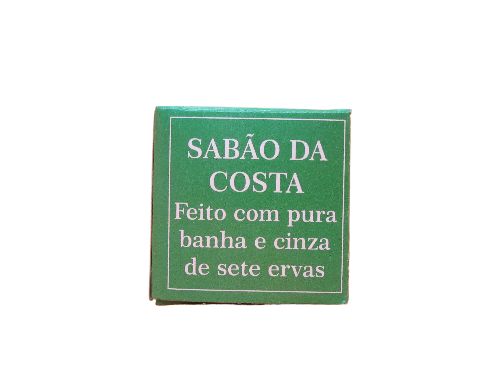 SABÃO DA
COSTA
Feito com pura
banha e cinza
de sete ervas